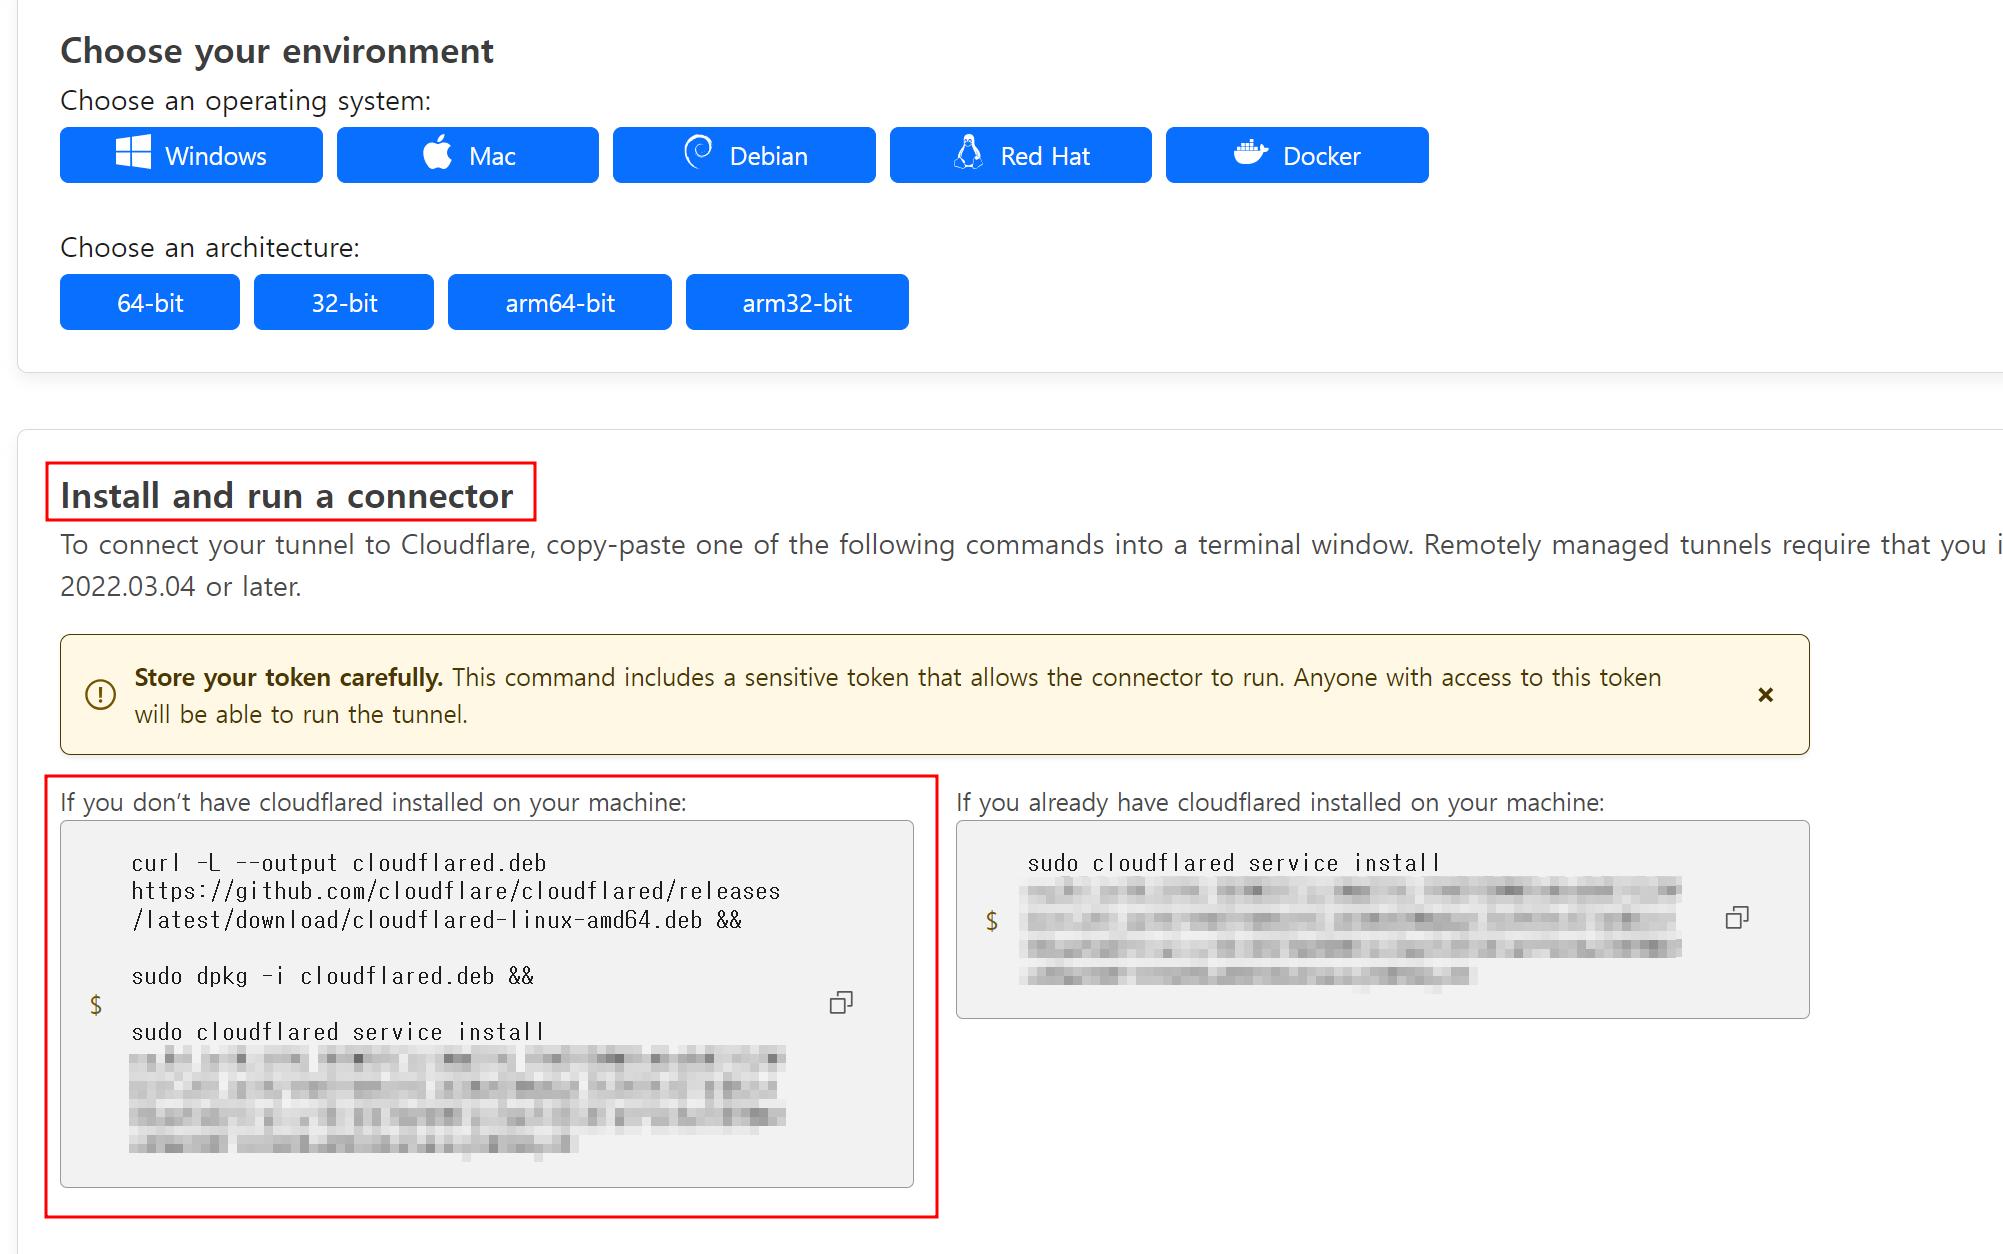 Choose your environment
Choose an operating system:
Windows
Mac
Debian
Red Hat
Docker
Choose an architecture:
64-bit
32-bit
arm64-bit
arm32-bit
Install and run a connector
To connect your tunnel to Cloudflare, copy-paste one of the following commands into a terminal window. Remotely managed tunnels require that you i
2022.03.04 or later.
Store your token carefully. This command includes a sensitive token that allows the connector to run. Anyone with access to this token
will be able to run the tunnel.
If you don’t have cloudflared installed on your machine:
$
curl -L --output cloudflared.deb
https://github.com/cloudflare/cloudflared/releases
/latest/download/cloudflared-linux-amd64.deb &&
sudo dpkg -i cloudflared.deb &&
sudo cloudflared service install
If you already have cloudflared installed on your machine:
$
sudo cloudflared service install